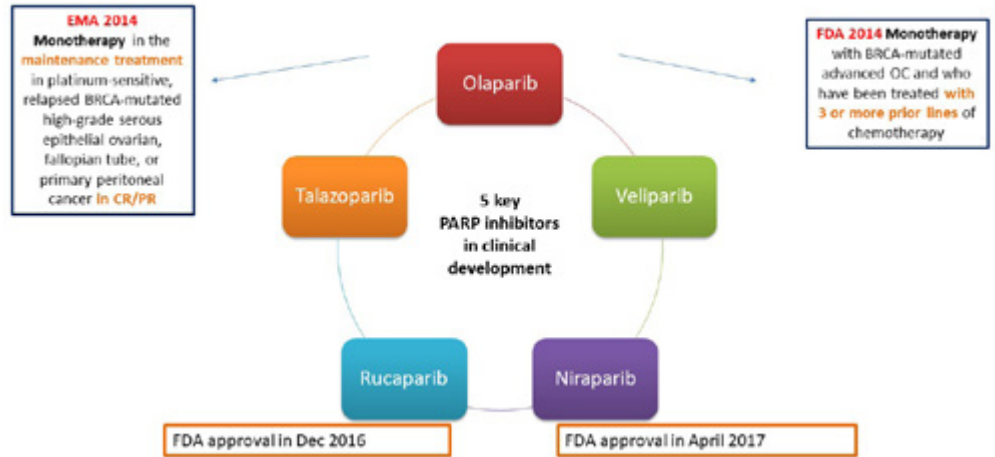 EMA 2014
Monotherapy in the
maintenance treatment
in platinum-sensitive,
relapsed BRCA-mutated
high-grade serous
epithelial ovarian,
fallopian tube, or
primary peritoneal
cancer in CR/PR
Olaparib
FDA 2014 Monotherapy
with BRCA-mutated
advanced OC and who
have been treated with
3 or more prior lines of
chemotherapy
Talazoparib
5 key
PARP inhibitors
in clinical
development
Veliparib
Rucaparib
Niraparib
FDA approval in Dec 2016
FDA approval in April 2017